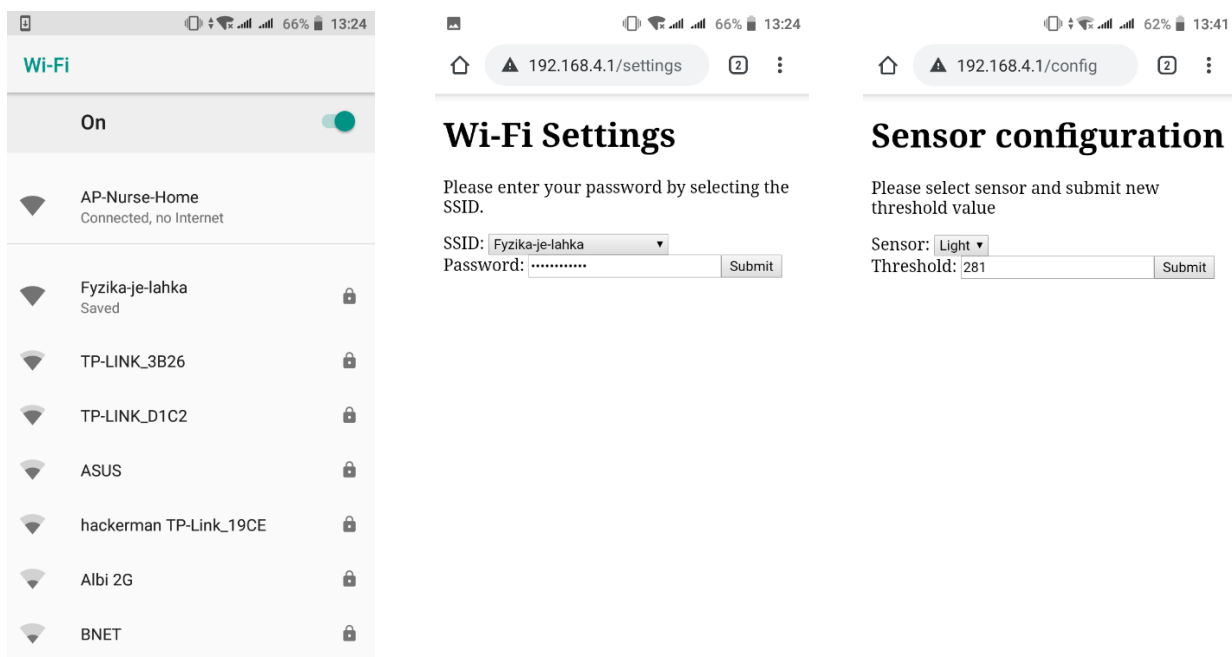 66% 13:24
Wi-Fi
On
AP-Nurse-Home
Connected, no Internet
Fyzika-je-lahka
Saved
TP-LINK_3B26
TP-LINK_D1C2
ASUS
hackerman TP-Link_19CE
Albi 2G
BNET
66% 13:24
192.168.4.1/settings 2
Wi-Fi Settings
Please enter your password by selecting the
SSID.
SSID: Fyzika-je-lahka
Password: ············ Submit
62% 13:41
192.168.4.1/config 2
Sensor configuration
Please select sensor and submit new
threshold value
Sensor: Light
Threshold: 281 Submit